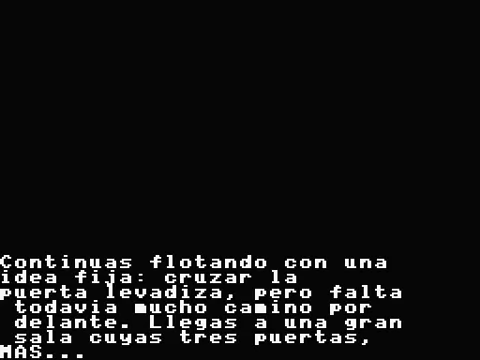 Continuas flotando con una
idea fija: cruzar la
puerta levadiza, pero falta
todavia mucho camino por
delante. Llegas a una gran
sala cuyas tres puertas,
MAS...